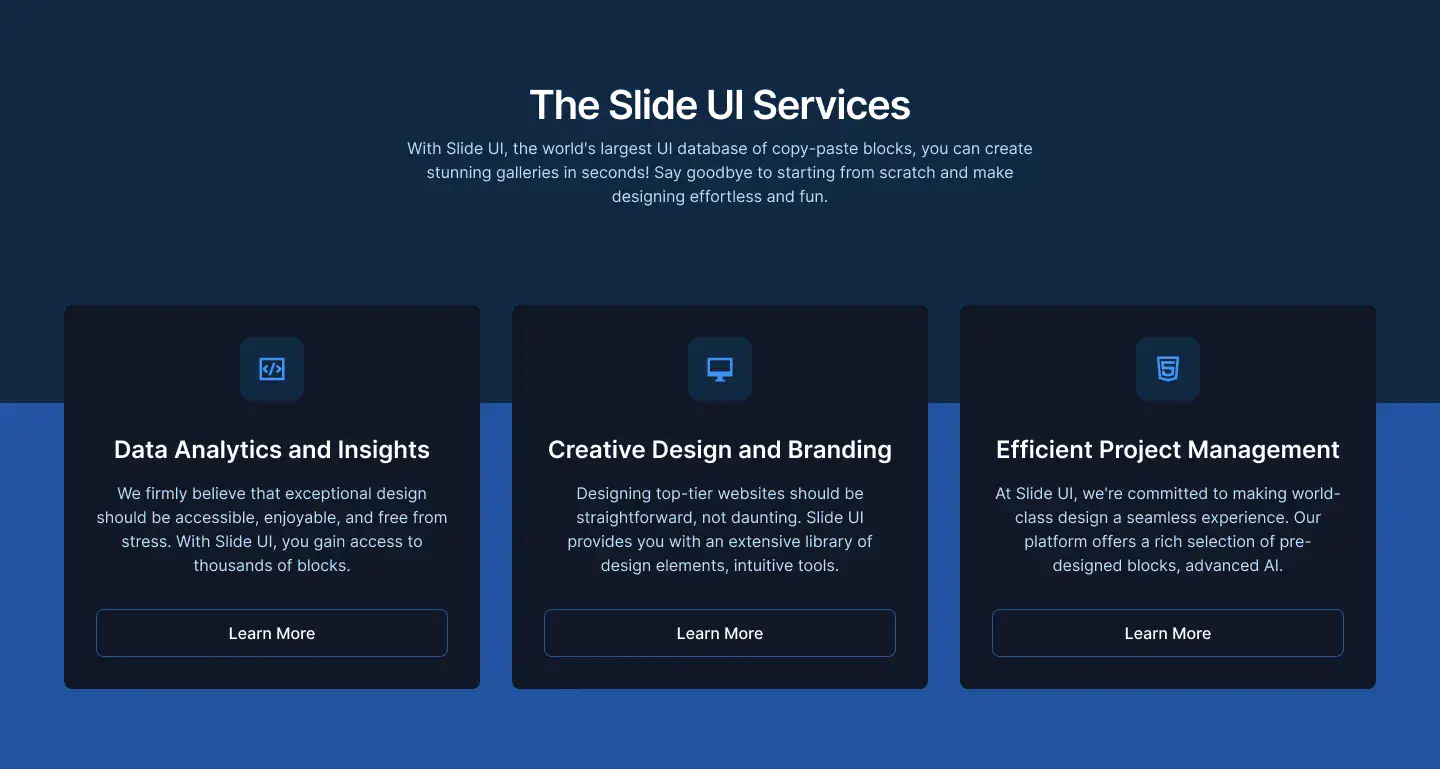 The Slide UI Services
With Slide UI, the world's largest UI database of copy-paste blocks, you can create
stunning galleries in seconds! Say goodbye to starting from scratch and make
designing effortless and fun.
Data Analytics and Insights
We firmly believe that exceptional design
should be accessible, enjoyable, and free from
stress. With Slide UI, you gain access to
thousands of blocks.
Learn More
Creative Design and Branding
Designing top-tier websites should be
straightforward, not daunting. Slide UI
provides you with an extensive library of
design elements, intuitive tools.
Learn More
Efficient Project Management
At Slide UI, we're committed to making world-
class design a seamless experience. Our
platform offers a rich selection of pre-
designed blocks, advanced AI.
Learn More